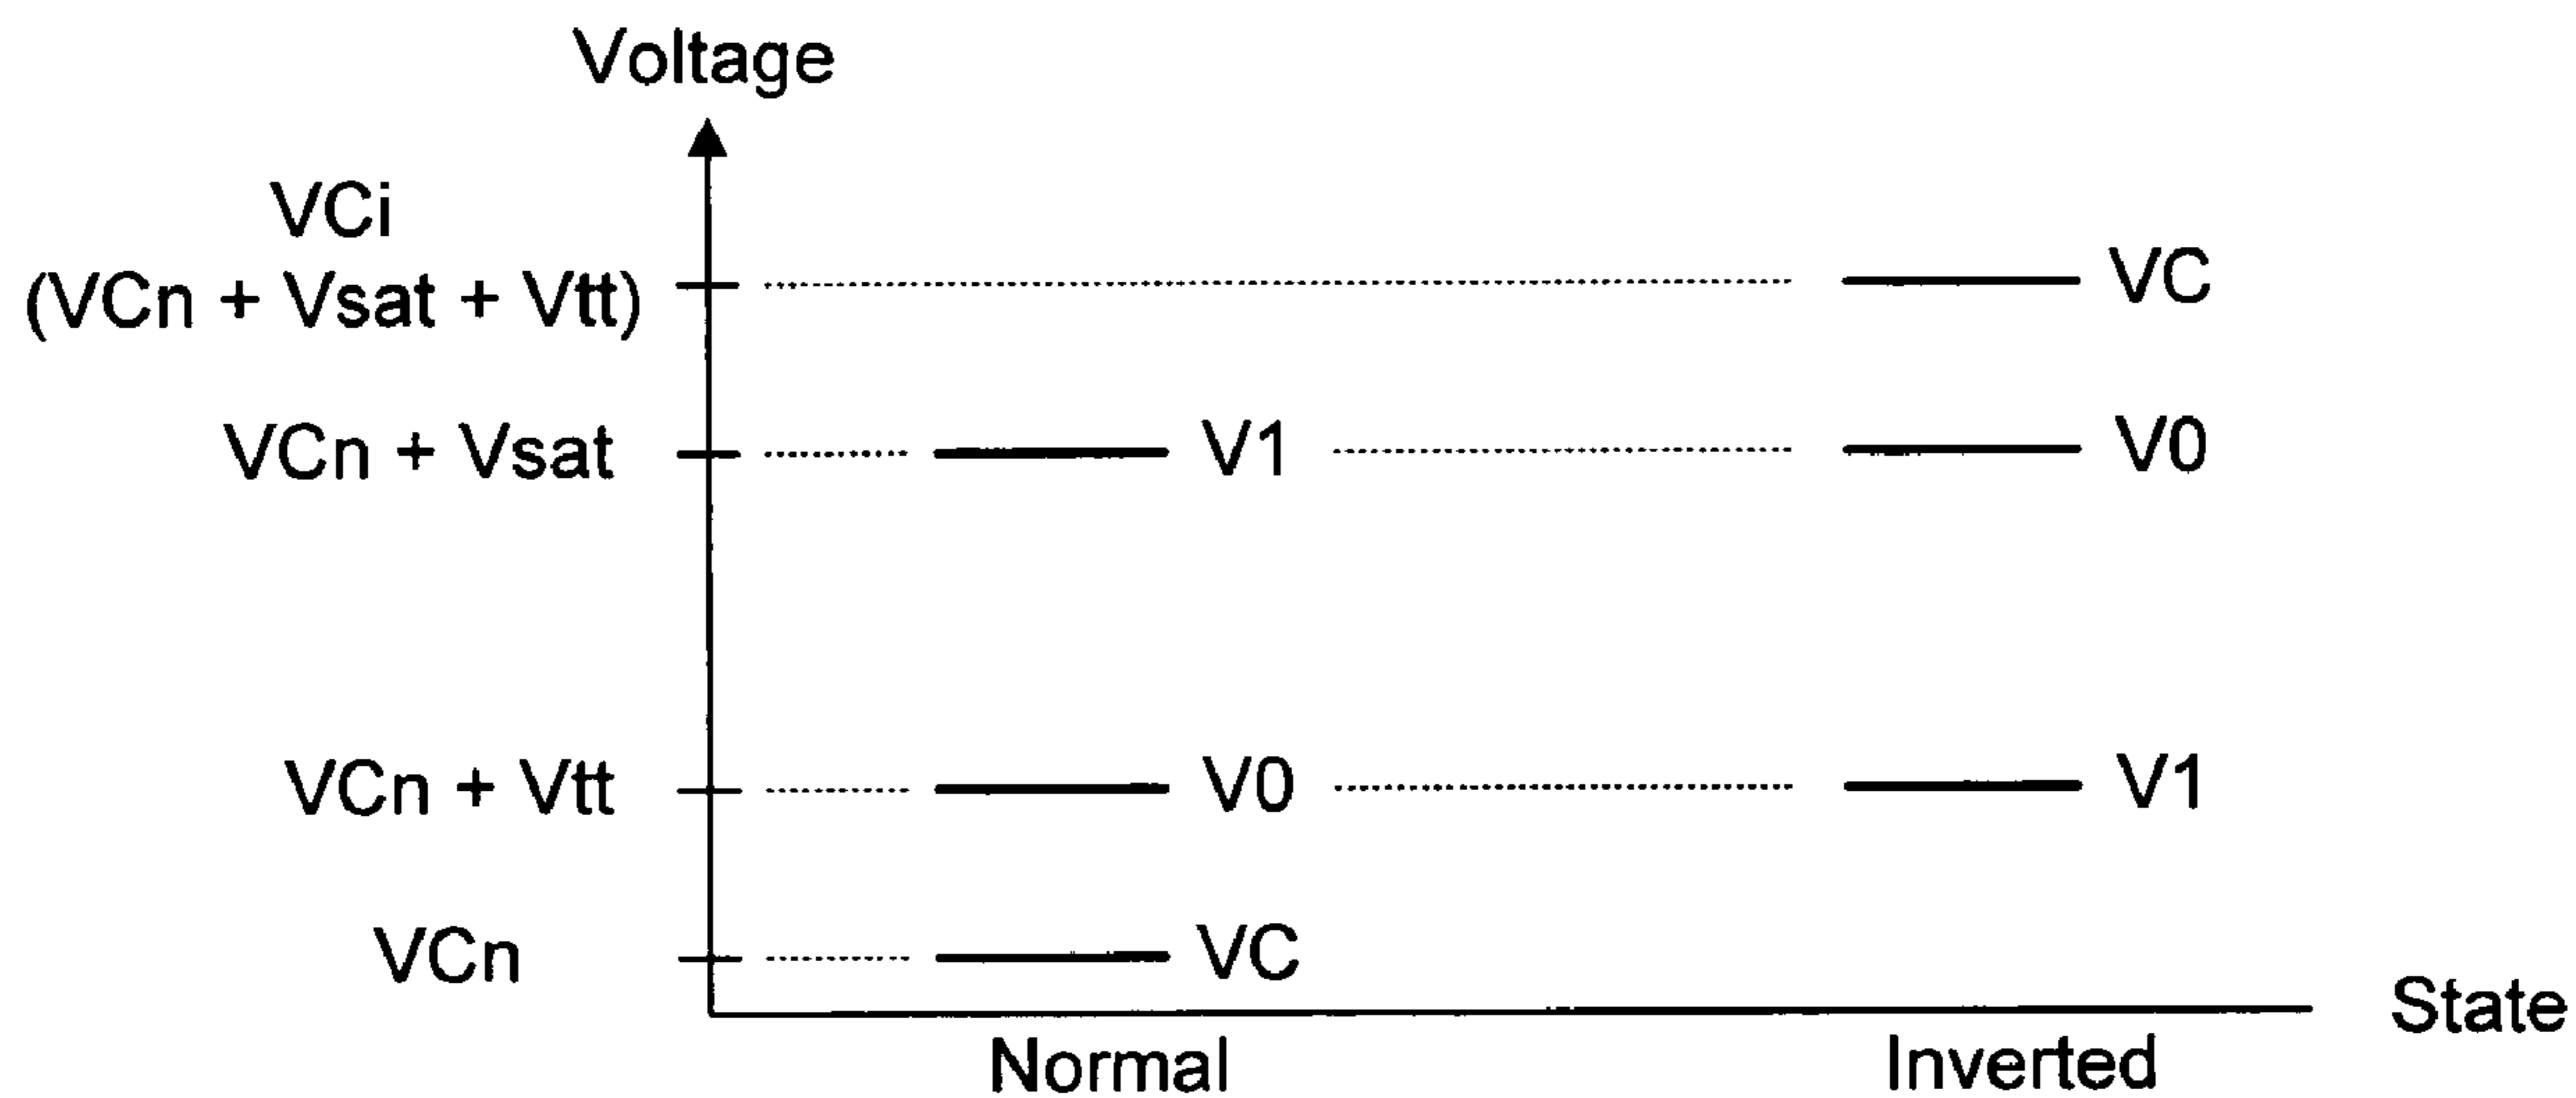 Voltage
VCi
(VCn + Vsat + Vtt)
VC
VCn + Vsat
V1
V0
VCn + Vtt
V0
V1
VCn
VC
State
Normal
Inverted